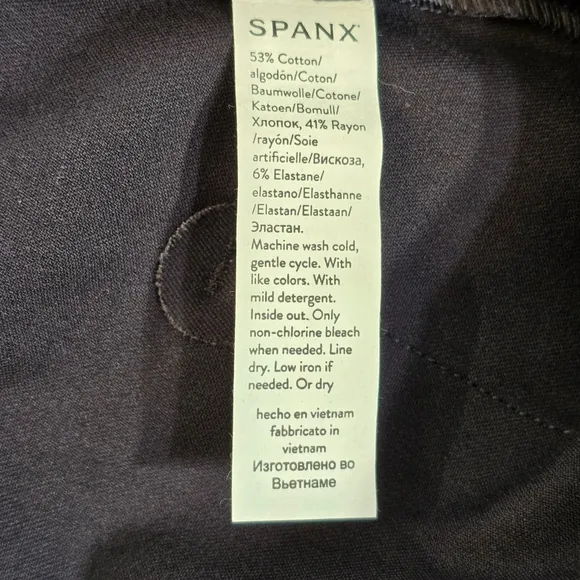 SPANX
53% Cotton/
algodón/Coton/
Baumwolle/Cotone/
Katoen/Bomull/
Хлопок, 41% Rayon
/rayón/Soie
artificielle/Вискоза,
6% Elastane/
elastano/Elasthanne
/Elastan/Elastaan/
Эластан.
Machine wash cold,
gentle cycle. With
like colors. With
mild detergent.
Inside out. Only
non-chlorine bleach
when needed. Line
dry. Low iron if
needed. Or dry
hecho en vietnam
fabbricato in
vietnam
Изготовлено во
Вьетнаме